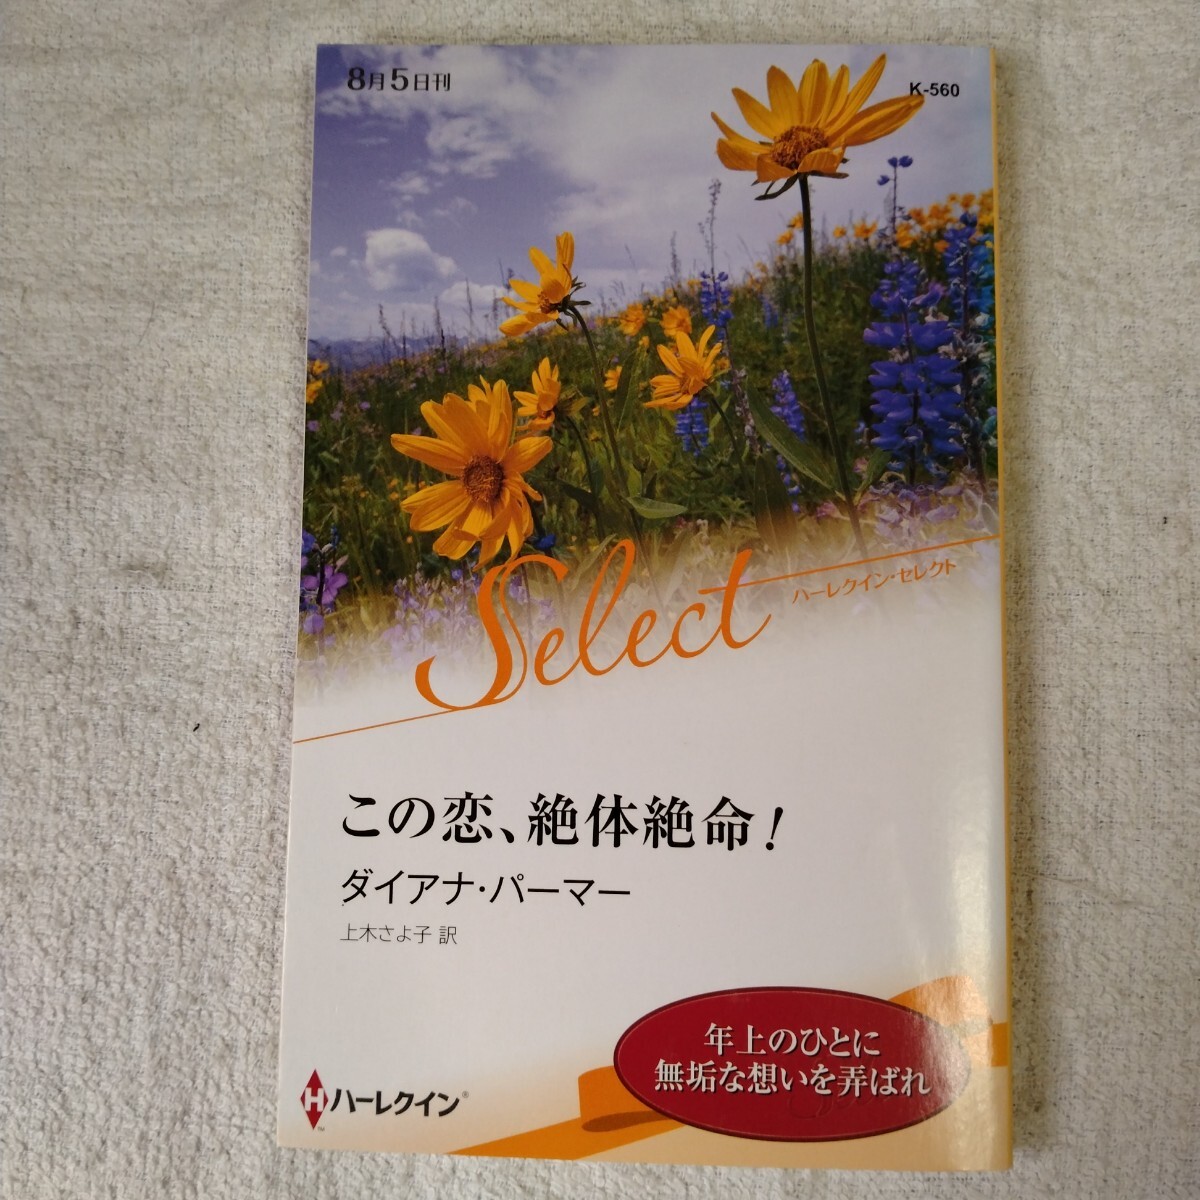 8月5日刊
K-560
Select
ハーレクイン・セレクト
この恋、絶体絶命!
ダイアナ・パーマー
上木さよ子 訳
年上のひとに
無垢な想いを弄ばれ
H ハーレクイン®
™